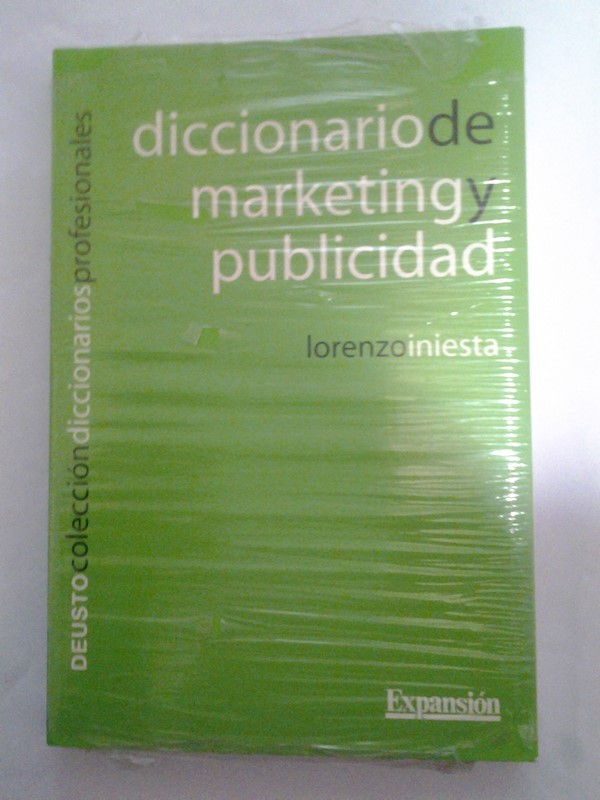 diccionariode
marketingy
publicidad
lorenzoiniesta
DEUSTOcoleccióndiccionariosprofesionales
Expansión